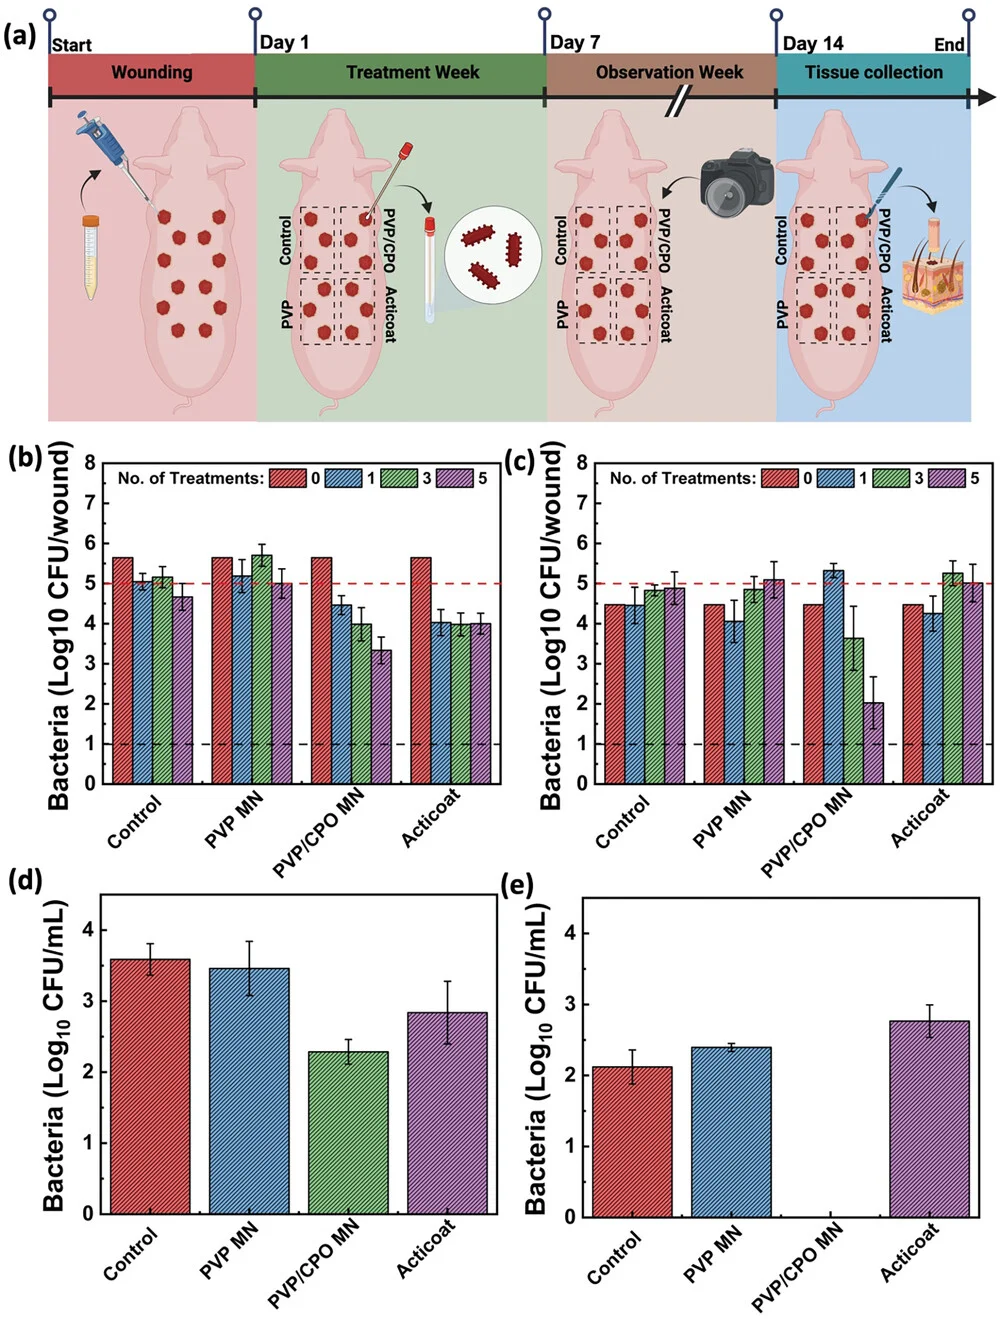 (a)
Start
Day 1
Day 7
Day 14
End
Wounding
Treatment Week
Observation Week
Tissue collection
Control
PVP/CPO
PVP
Acticoat
Control
PVP/CPO
PVP
Acticoat
Control
PVP/CPO
PVP
Acticoat
(b)
Bacteria (Log10 CFU/wound)
No. of Treatments: 0 1 3 5
8
7
6
5
4
3
2
1
0
Control
PVP MN
PVP/CPO MN
Acticoat
(c)
Bacteria (Log10 CFU/wound)
No. of Treatments: 0 1 3 5
8
7
6
5
4
3
2
1
0
Control
PVP MN
PVP/CPO MN
Acticoat
(d)
Bacteria (Log10 CFU/mL)
4
3
2
1
0
Control
PVP MN
PVP/CPO MN
Acticoat
(e)
Bacteria (Log10 CFU/mL)
4
3
2
1
0
Control
PVP MN
PVP/CPO MN
Acticoat